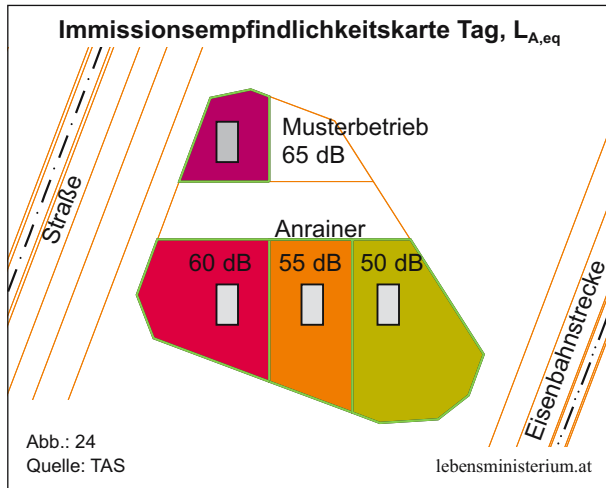 Immissionsempfindlichkeitskarte Tag, L A,eq
Musterbetrieb
65 dB
Straße
Anrainer
60 dB 55 dB 50 dB
Eisenbahnstrecke
Abb.: 24
Quelle: TAS
lebensministerium.at